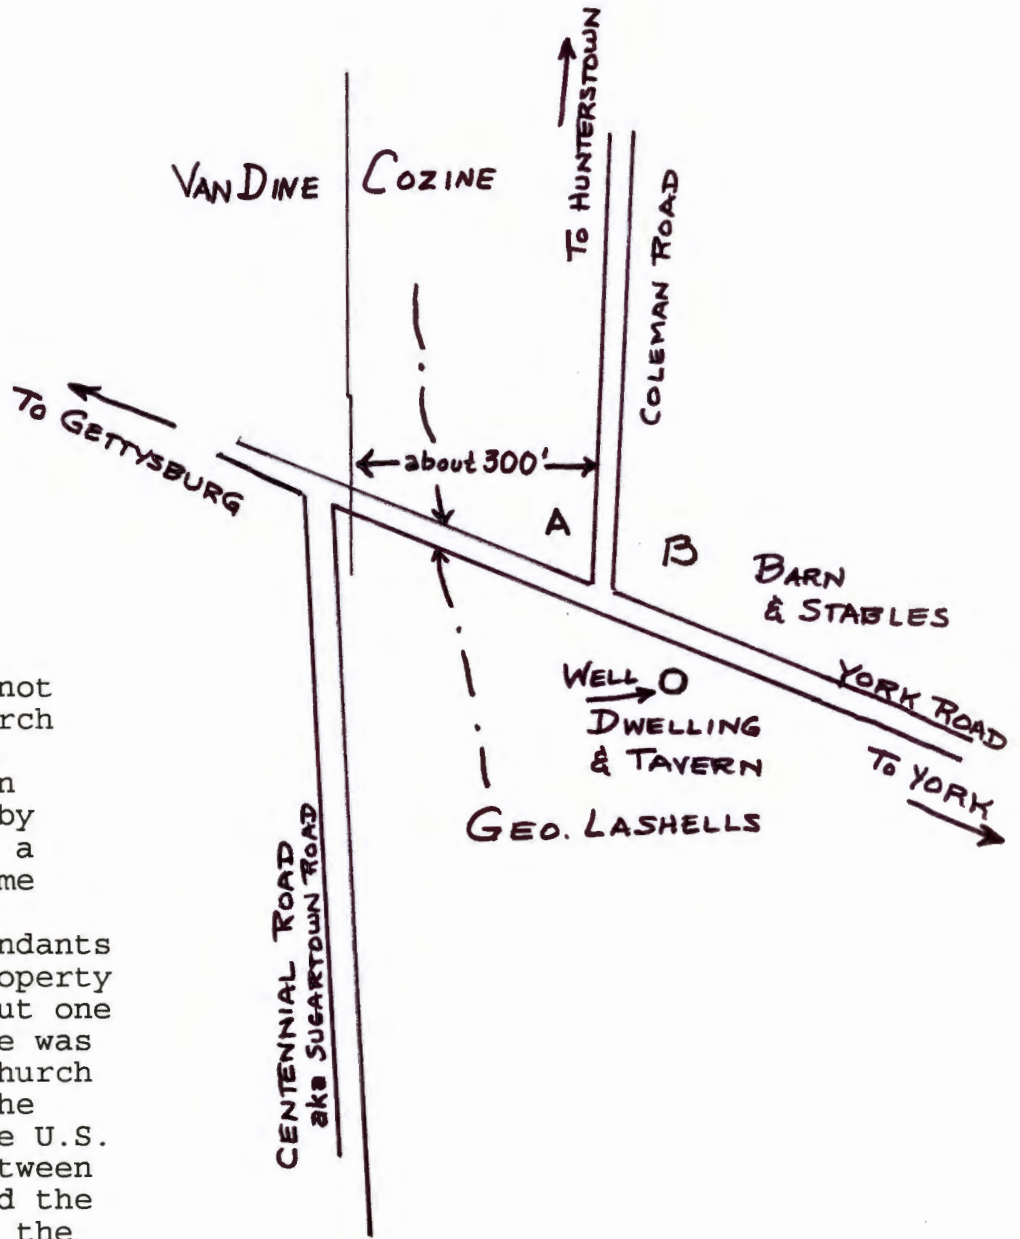 TO HUNTERSTOWN
VAN DINE
COZINE
COLEMAN ROAD
TO GETTYSBURG
about 300'
A
B
BARN
& STABLES
WELL O
DWELLING
& TAVERN
YORK ROAD
TO YORK
GEO. LASHELLS
CENTENNIAL ROAD
aka SUGARTOWN ROAD
not
rch
n
by
a
me
ndants
operty
ut one
e was
hurch
he
e U.S.
tween
d the
the